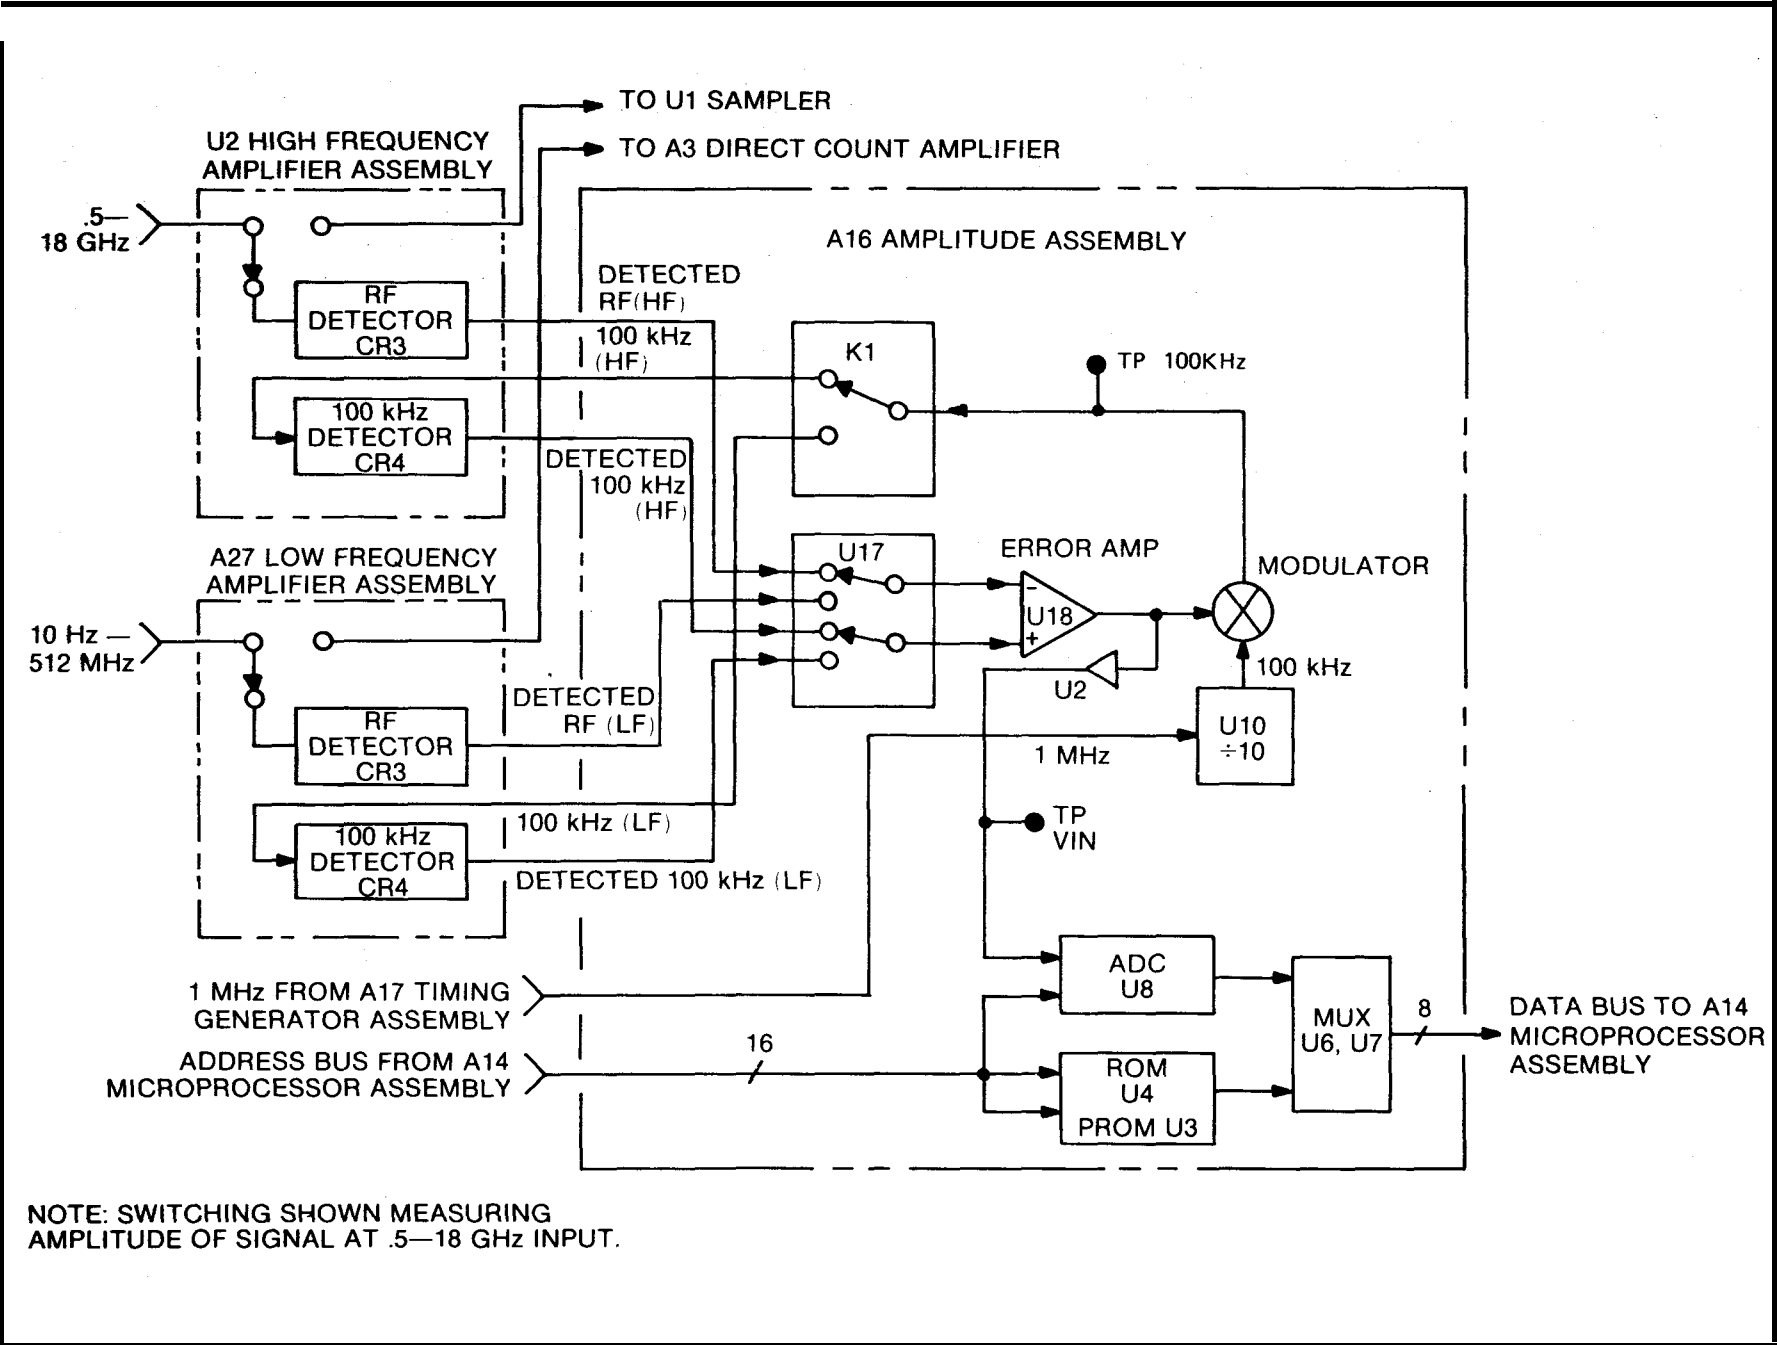 TO U1 SAMPLER
TO A3 DIRECT COUNT AMPLIFIER
U2 HIGH FREQUENCY
AMPLIFIER ASSEMBLY
.5—
18 GHz
A16 AMPLITUDE ASSEMBLY
RF
DETECTOR
CR3
DETECTED
RF(HF)
100 kHz
(HF)
K1
TP 100KHz
100 kHz
DETECTOR
CR4
DETECTED
100 kHz
(HF)
A27 LOW FREQUENCY
AMPLIFIER ASSEMBLY
U17
ERROR AMP
−
U18
+
MODULATOR
10 Hz —
512 MHz
100 kHz
U2
DETECTED
RF (LF)
RF
DETECTOR
CR3
U10
÷10
1 MHz
100 kHz (LF)
TP
VIN
100 kHz
DETECTOR
CR4
DETECTED 100 kHz (LF)
ADC
U8
1 MHz FROM A17 TIMING
GENERATOR ASSEMBLY
MUX
U6, U7
8
DATA BUS TO A14
MICROPROCESSOR
ASSEMBLY
ADDRESS BUS FROM A14
MICROPROCESSOR ASSEMBLY
16
ROM
U4
PROM U3
NOTE: SWITCHING SHOWN MEASURING
AMPLITUDE OF SIGNAL AT .5—18 GHz INPUT.